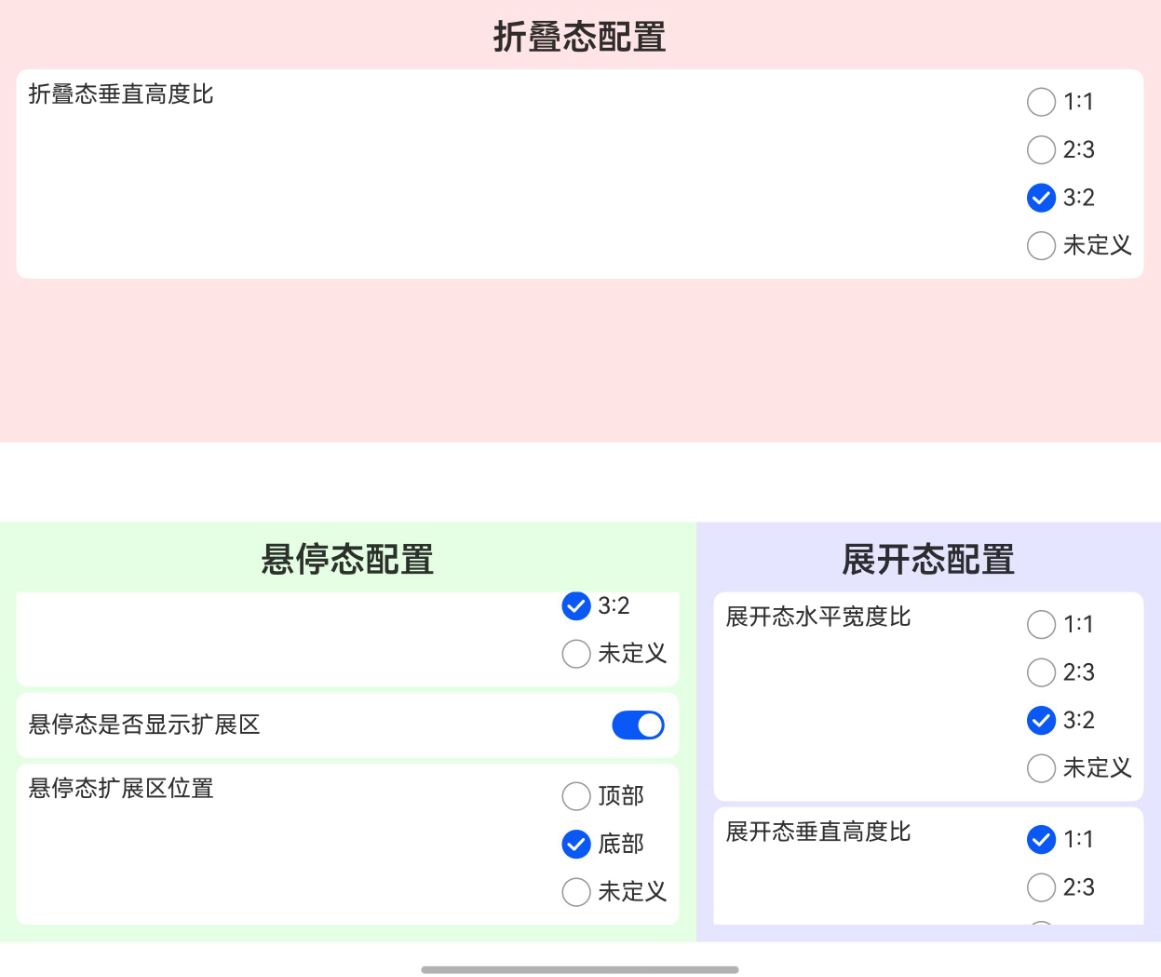 折叠态配置
折叠态垂直高度比
1:1
2:3
3:2
未定义
悬停态配置
3:2
未定义
悬停态是否显示扩展区
悬停态扩展区位置
顶部
底部
未定义
展开态配置
展开态水平宽度比
1:1
2:3
3:2
未定义
展开态垂直高度比
1:1
2:3